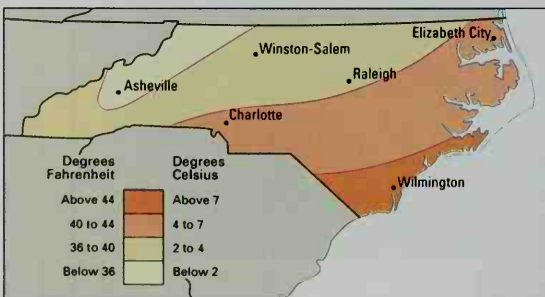 Elizabeth City
Winston-Salem
Raleigh
Asheville
Charlotte
Degrees Fahrenheit
Degrees Celsius
Above 44
Above 7
40 to 44
4 to 7
36 to 40
2 to 4
Below 36
Below 2
Wilmington